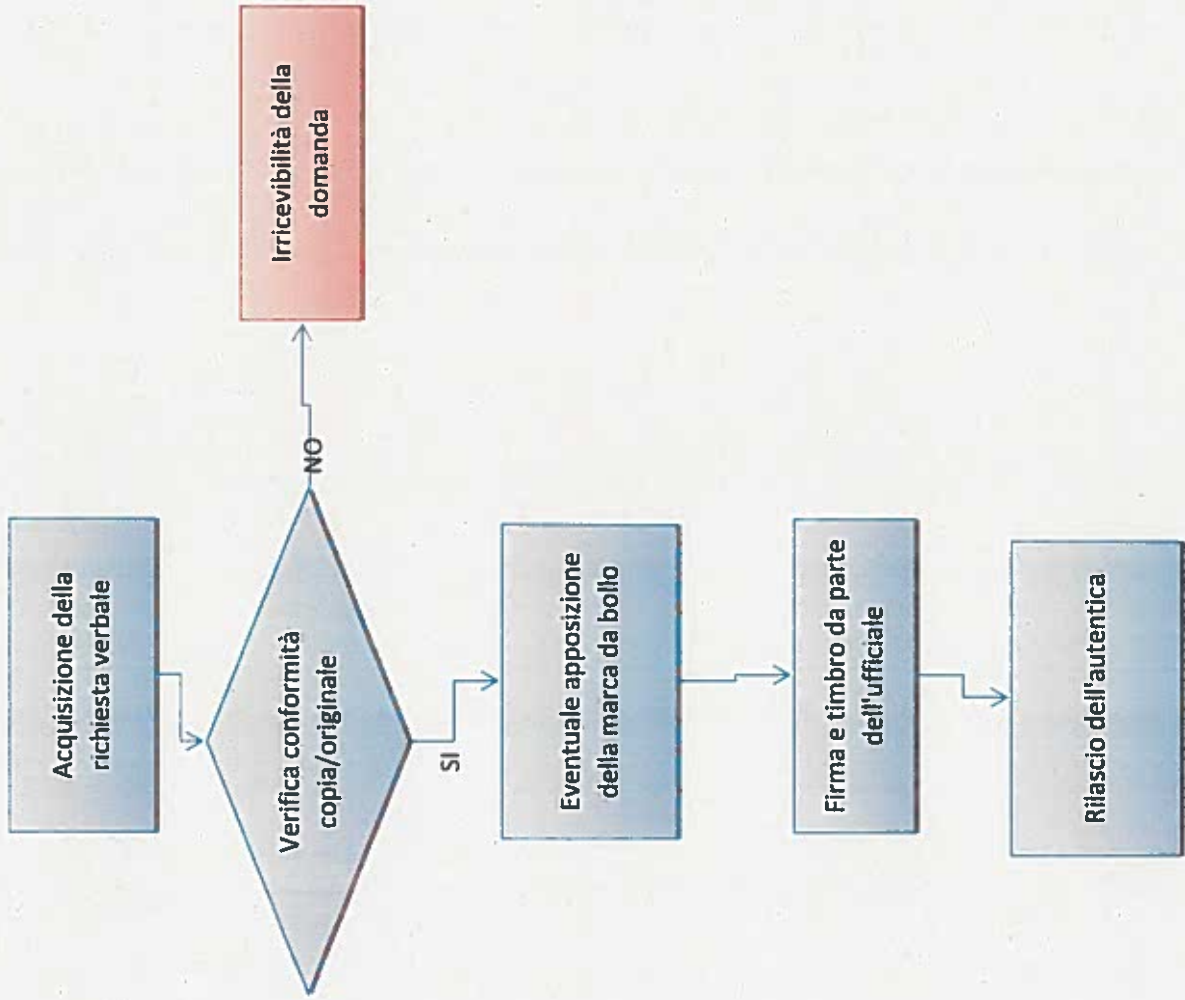 Acquisizione della
richiesta verbale
Verifica conformità
copia/originale
NO
Irricevibilità della
domanda
SI
Eventuale apposizione
della marca da bollo
Firma e timbro da parte
dell'ufficiale
Rilascio dell'autentica